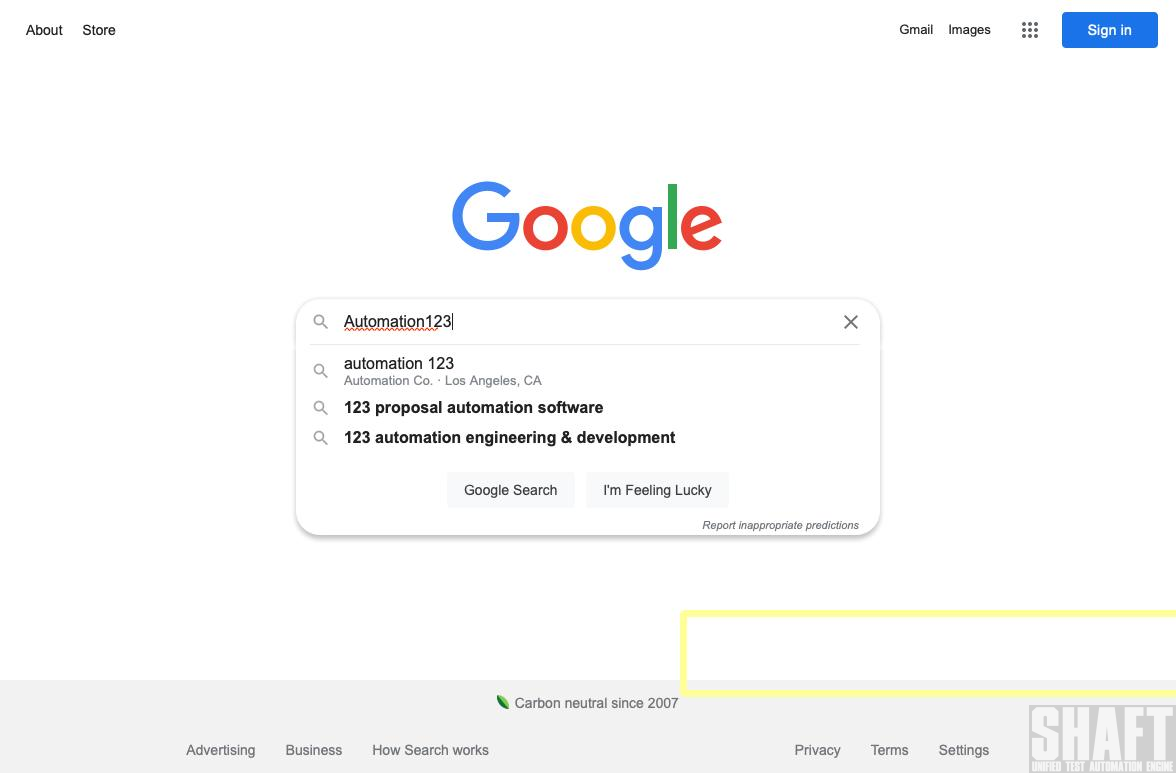 About Store Gmail Images Sign in
Google
Automation123
automation 123
Automation Co. · Los Angeles, CA
123 proposal automation software
123 automation engineering & development
Google Search I'm Feeling Lucky
Report inappropriate predictions
Carbon neutral since 2007
Advertising Business How Search works Privacy Terms Settings
SHAFT
UNIFIED TEST AUTOMATION ENGINE